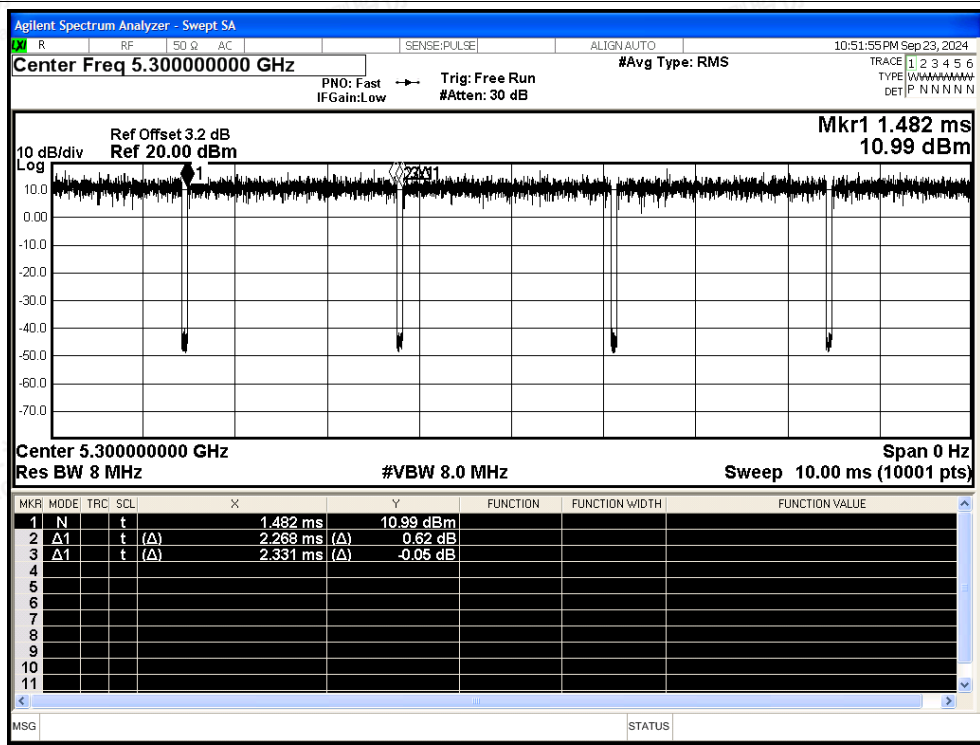 Agilent Spectrum Analyzer - Swept SA
LXI R RF 50 Ω AC SENSE:PULSE ALIGN AUTO 10:51:55 PM Sep 23, 2024
Center Freq 5.300000000 GHz #Avg Type: RMS TRACE 1 2 3 4 5 6
PNO: Fast Trig: Free Run TYPE WWWWWW
IFGain:Low #Atten: 30 dB DET P N N N N N
Mkr1 1.482 ms
10.99 dBm
Ref Offset 3.2 dB
10 dB/div Ref 20.00 dBm
Log
1
10.0
0.00
-10.0
-20.0
-30.0
-40.0
-50.0
-60.0
-70.0
Center 5.300000000 GHz Span 0 Hz
Res BW 8 MHz #VBW 8.0 MHz Sweep 10.00 ms (10001 pts)
MKR MODE TRC SCL X Y FUNCTION FUNCTION WIDTH FUNCTION VALUE
1 N t 1.482 ms 10.99 dBm
2 Δ1 t (Δ) 2.268 ms (Δ) 0.62 dB
3 Δ1 t (Δ) 2.331 ms (Δ) -0.05 dB
4
5
6
7
8
9
10
11
MSG STATUS